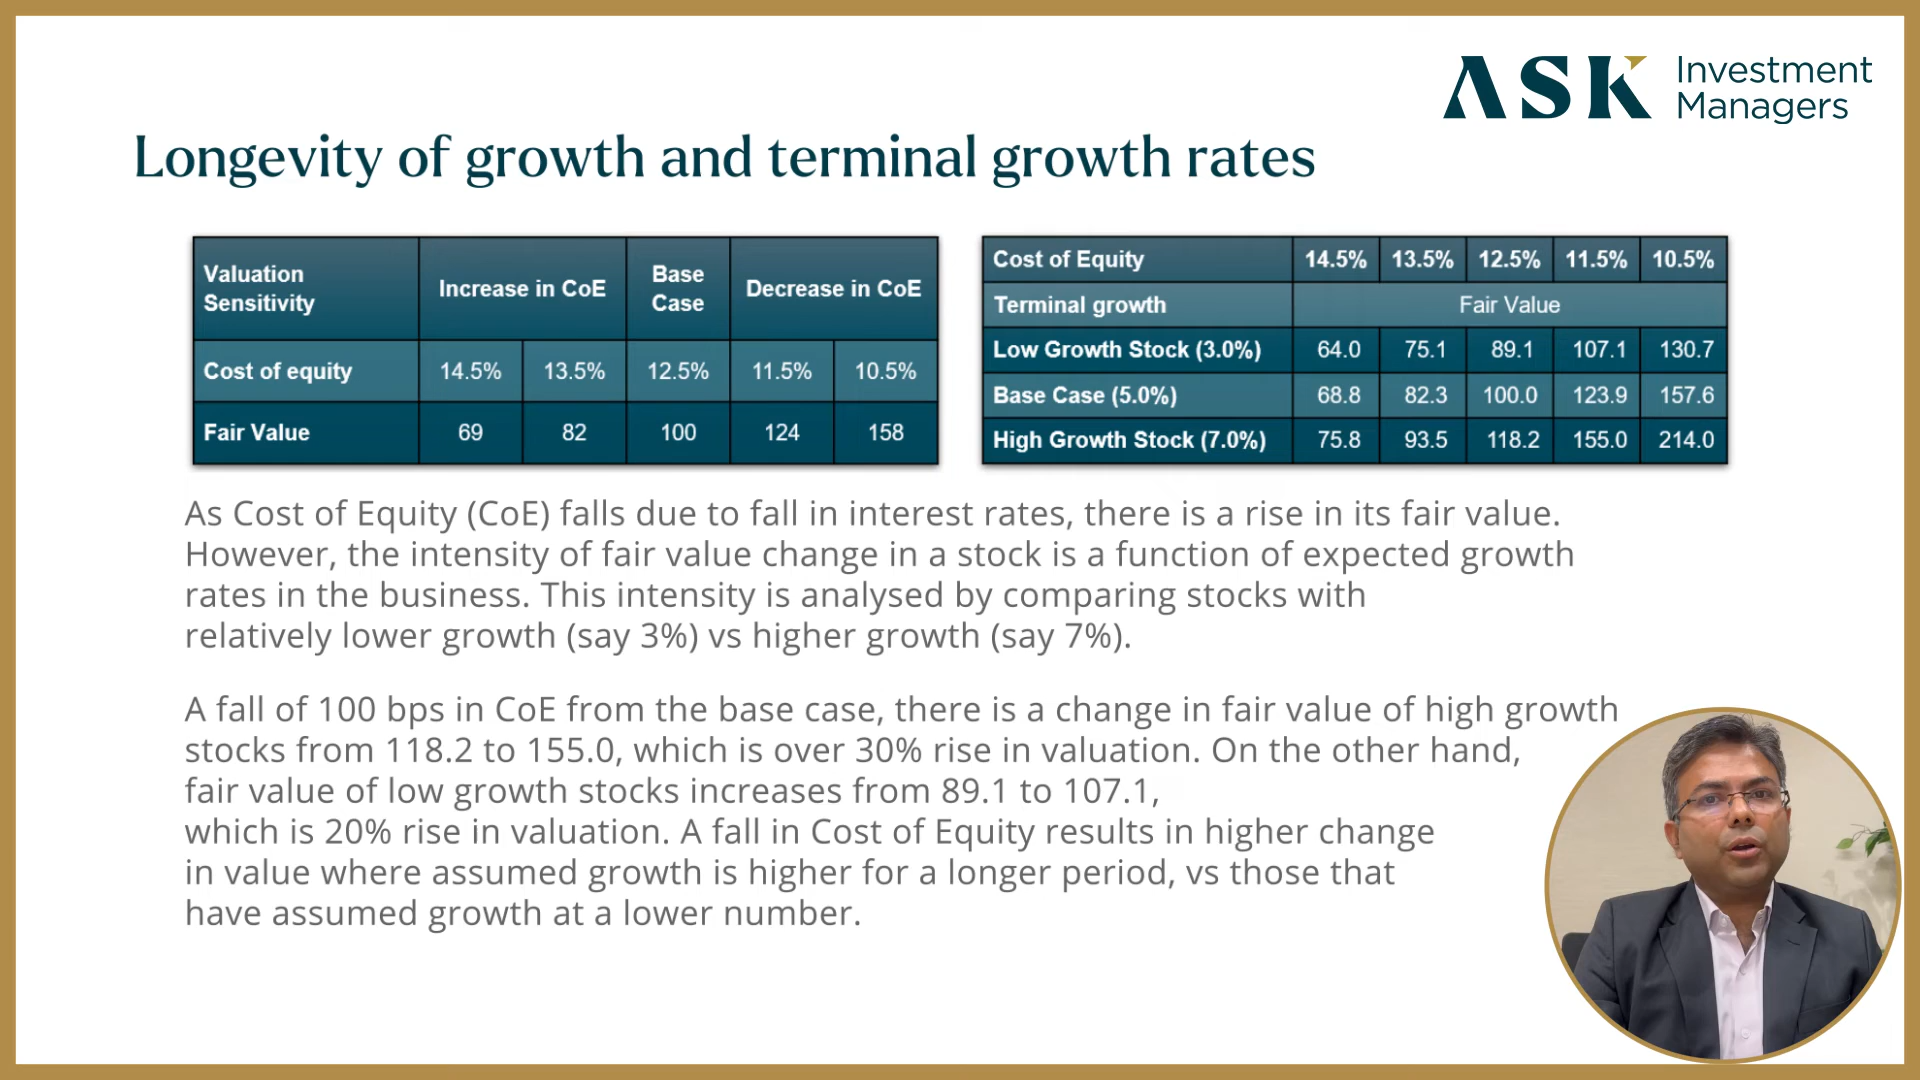 ASK Investment
Managers
Longevity of growth and terminal growth rates
Valuation Sensitivity Increase in CoE Base Case Decrease in CoE
Cost of equity 14.5% 13.5% 12.5% 11.5% 10.5%
Fair Value 69 82 100 124 158
Cost of Equity 14.5% 13.5% 12.5% 11.5% 10.5%
Terminal growth Fair Value
Low Growth Stock (3.0%) 64.0 75.1 89.1 107.1 130.7
Base Case (5.0%) 68.8 82.3 100.0 123.9 157.6
High Growth Stock (7.0%) 75.8 93.5 118.2 155.0 214.0
As Cost of Equity (CoE) falls due to fall in interest rates, there is a rise in its fair value.
However, the intensity of fair value change in a stock is a function of expected growth
rates in the business. This intensity is analysed by comparing stocks with
relatively lower growth (say 3%) vs higher growth (say 7%).
A fall of 100 bps in CoE from the base case, there is a change in fair value of high growth
stocks from 118.2 to 155.0, which is over 30% rise in valuation. On the other hand,
fair value of low growth stocks increases from 89.1 to 107.1,
which is 20% rise in valuation. A fall in Cost of Equity results in higher change
in value where assumed growth is higher for a longer period, vs those that
have assumed growth at a lower number.